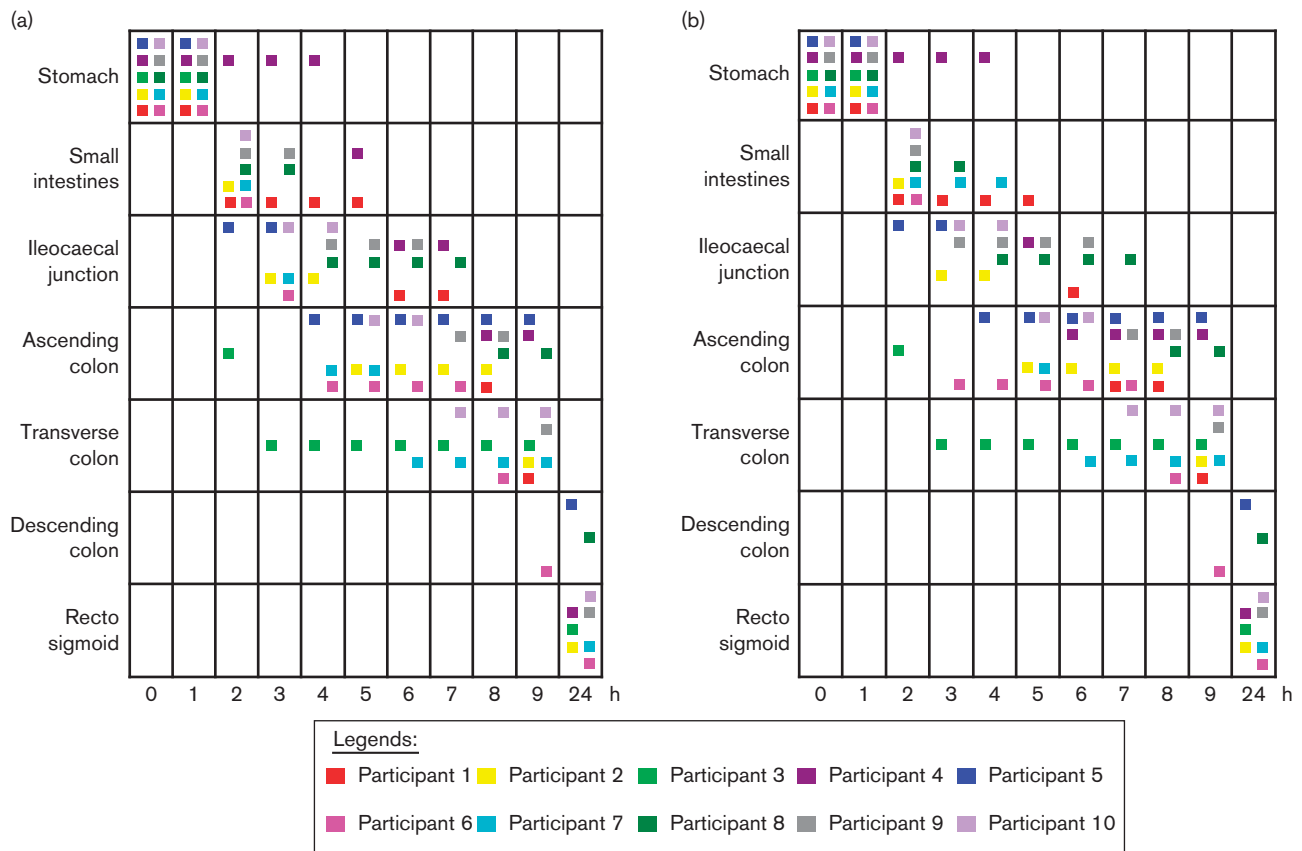 (a)
Stomach
Small
intestines
Ileocaecal
junction
Ascending
colon
Transverse
colon
Descending
colon
Recto
sigmoid
0 1 2 3 4 5 6 7 8 9 24 h
(b)
Stomach
Small
intestines
Ileocaecal
junction
Ascending
colon
Transverse
colon
Descending
colon
Recto
sigmoid
0 1 2 3 4 5 6 7 8 9 24 h
Legends:
Participant 1 Participant 2 Participant 3 Participant 4 Participant 5
Participant 6 Participant 7 Participant 8 Participant 9 Participant 10